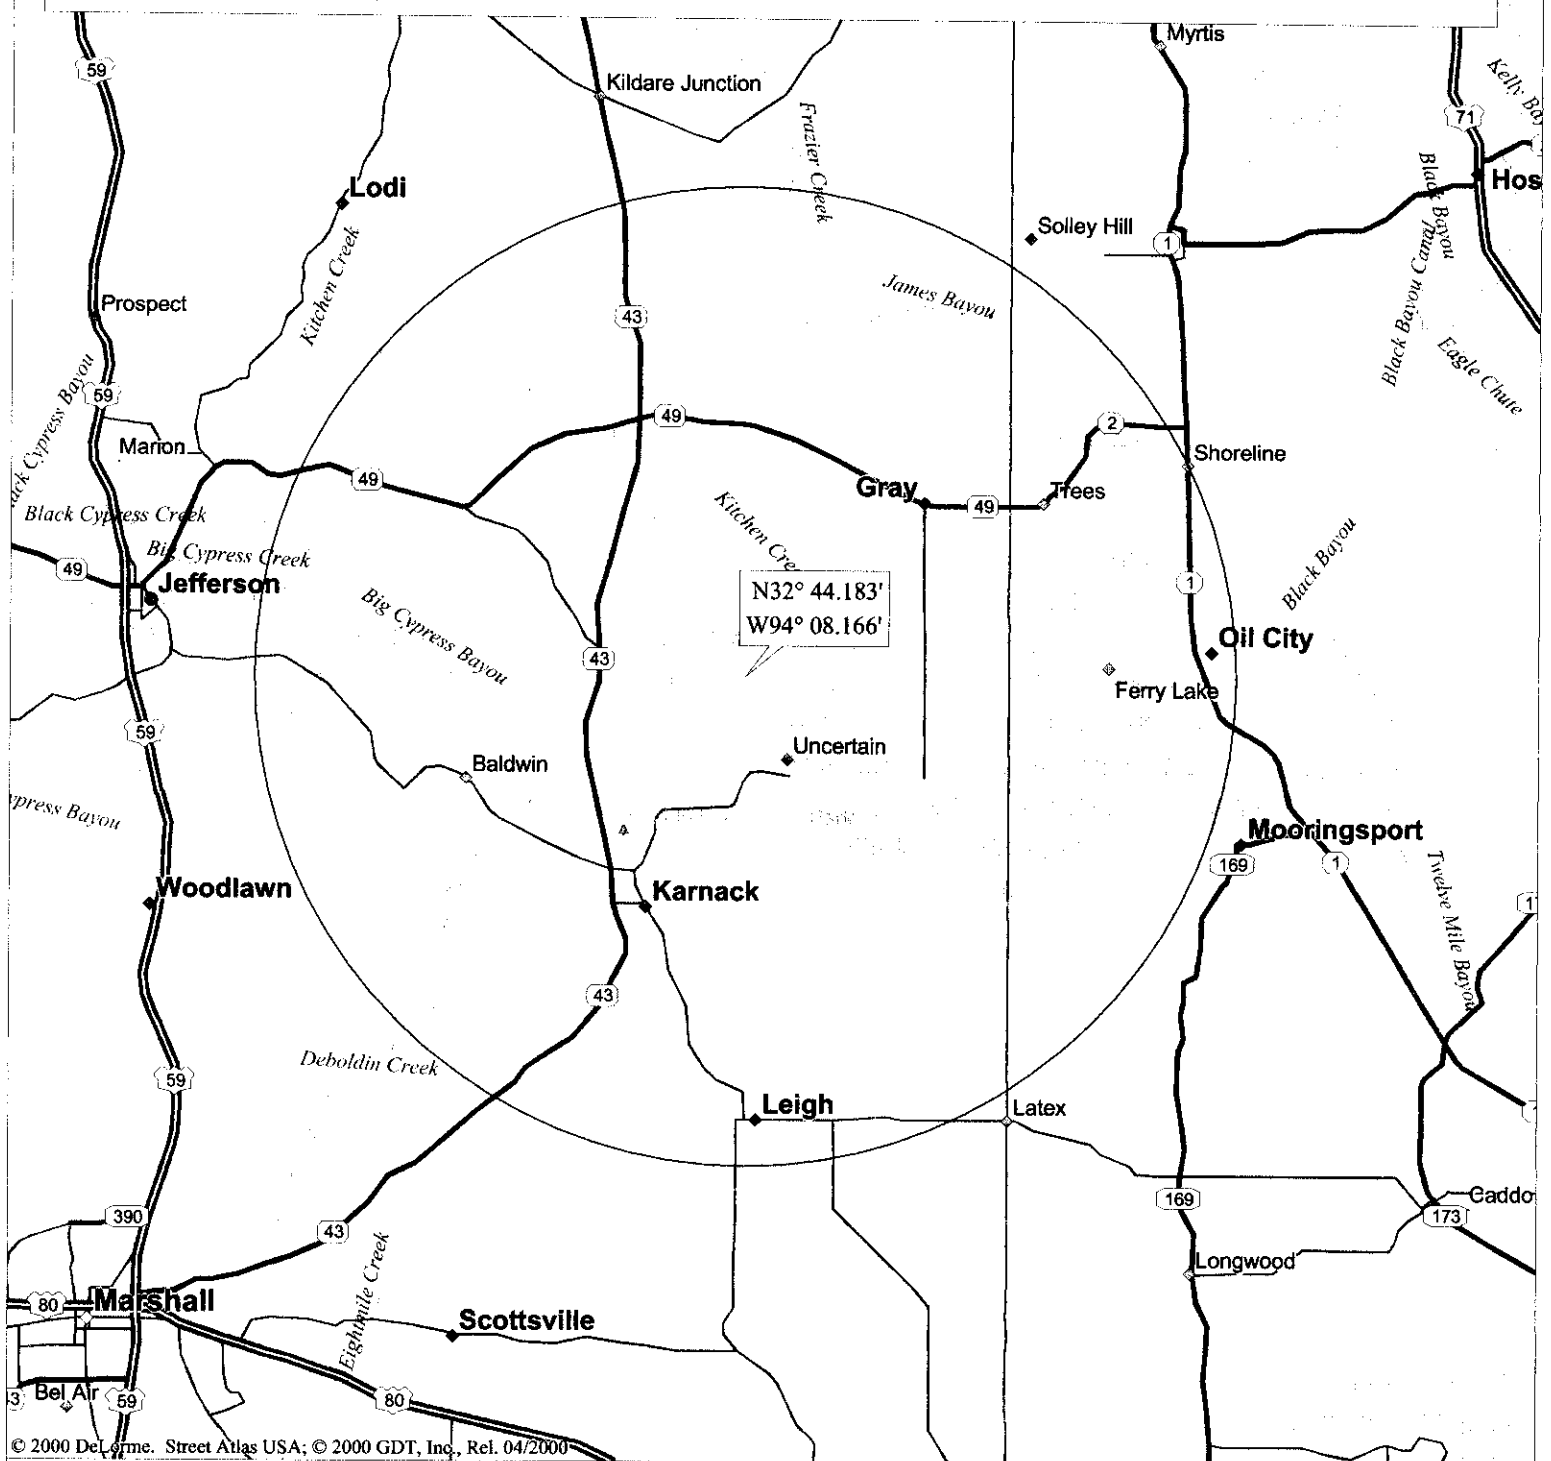 Myrtis
59
Kildare Junction
71
Kelly
Frazier Creek
Black Bayou
Lodi
Hos
Solley Hill
1
Kitchen Creek
James Bayou
Black Bayou Canal
Prospect
43
Eagle Chute
59
Cypress Bayou
49
2
Marion
Shoreline
49
Gray
49
Trees
Kitchen Cree
Black Cypress Creek
Black Bayou
Big Cypress Creek
49
Jefferson
N32° 44.183'
W94° 08.166'
1
Big Cypress Bayou
Oil City
43
Ferry Lake
59
Uncertain
Baldwin
ypress Bayou
Mooringsport
169
1
Twelve Mile Bayou
Woodlawn
Karnack
1
43
Deboldin Creek
59
Leigh
Latex
169
Caddo
390
173
43
Eightmile Creek
Longwood
80
Marshall
Scottsville
Bel Air
3
59
80
© 2000 DeLorme. Street Atlas USA; © 2000 GDT, Inc., Rel. 04/2000